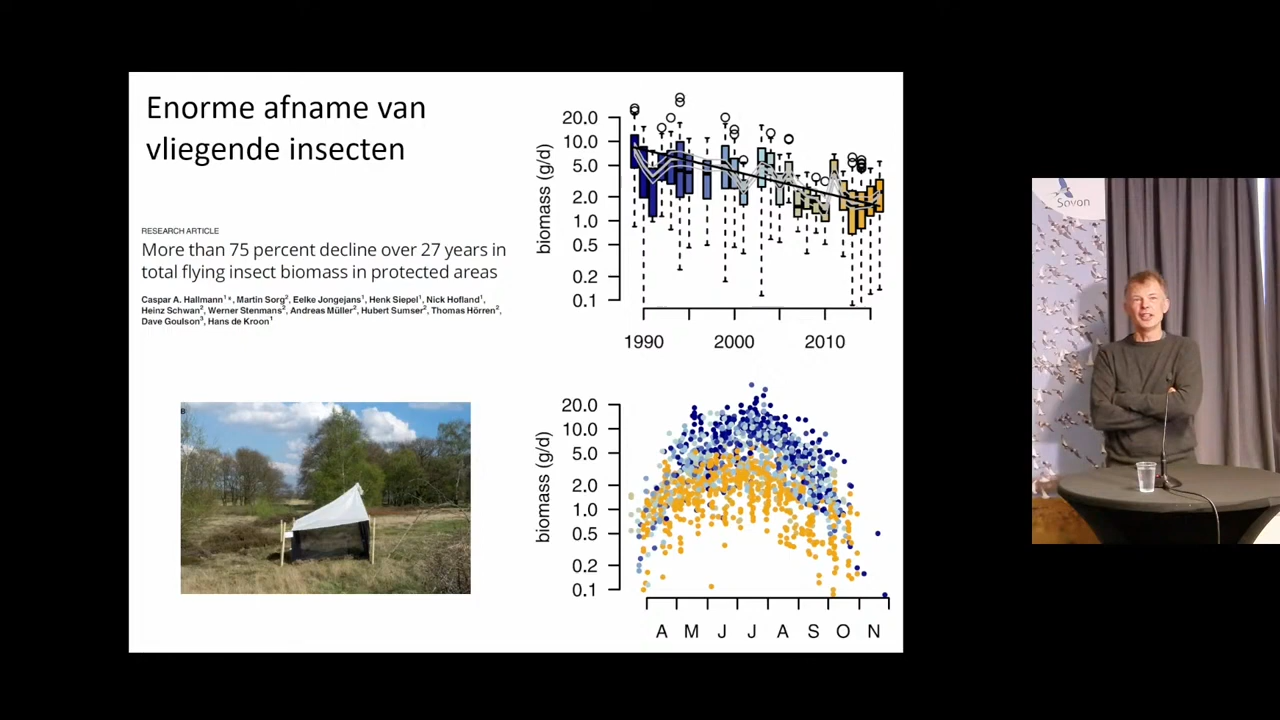 Enorme afname van
vliegende insecten
RESEARCH ARTICLE
More than 75 percent decline over 27 years in
total flying insect biomass in protected areas
Caspar A. Hallmann1*, Martin Sorg2, Eelke Jongejans1, Henk Siepel1, Nick Hofland1,
Heinz Schwan2, Werner Stenmans2, Andreas Müller2, Hubert Sumser2, Thomas Hörren2,
Dave Goulson3, Hans de Kroon1
B
biomass (g/d)
20.0
10.0
5.0
2.0
1.0
0.5
0.2
0.1
1990 2000 2010
biomass (g/d)
20.0
10.0
5.0
2.0
1.0
0.5
0.2
0.1
A M J J A S O N
Sovon